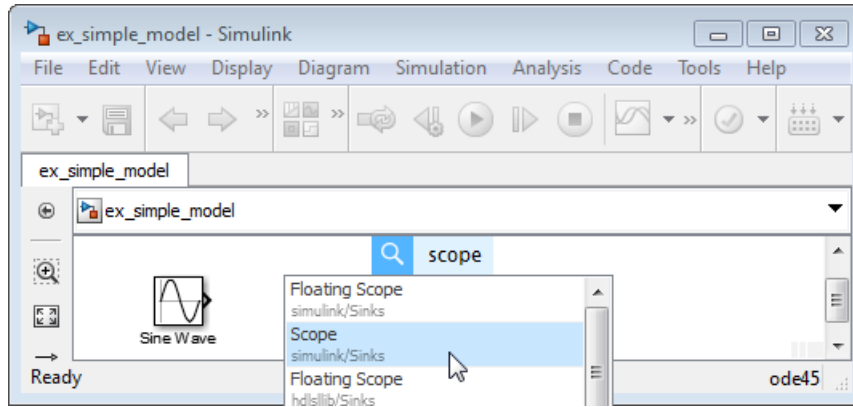 ex_simple_model - Simulink
File Edit View Display Diagram Simulation Analysis Code Tools Help
ex_simple_model
ex_simple_model
scope
Floating Scope
simulink/Sinks
Scope
simulink/Sinks
Floating Scope
hdlsllib/Sinks
Sine Wave
Ready
ode45